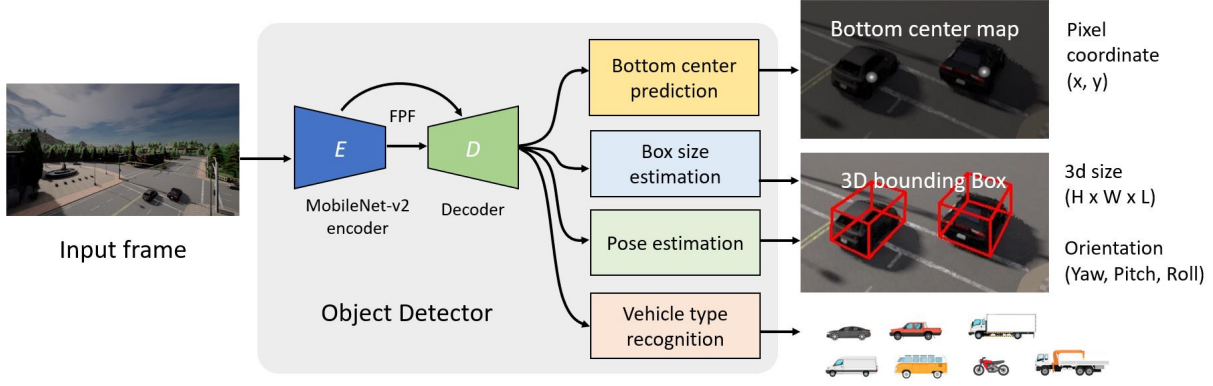 Input frame
E
FPF
D
MobileNet-v2
encoder
Decoder
Object Detector
Bottom center
prediction
Box size
estimation
Pose estimation
Vehicle type
recognition
Bottom center map
Pixel
coordinate
(x, y)
3D bounding Box
3d size
(H x W x L)
Orientation
(Yaw, Pitch, Roll)